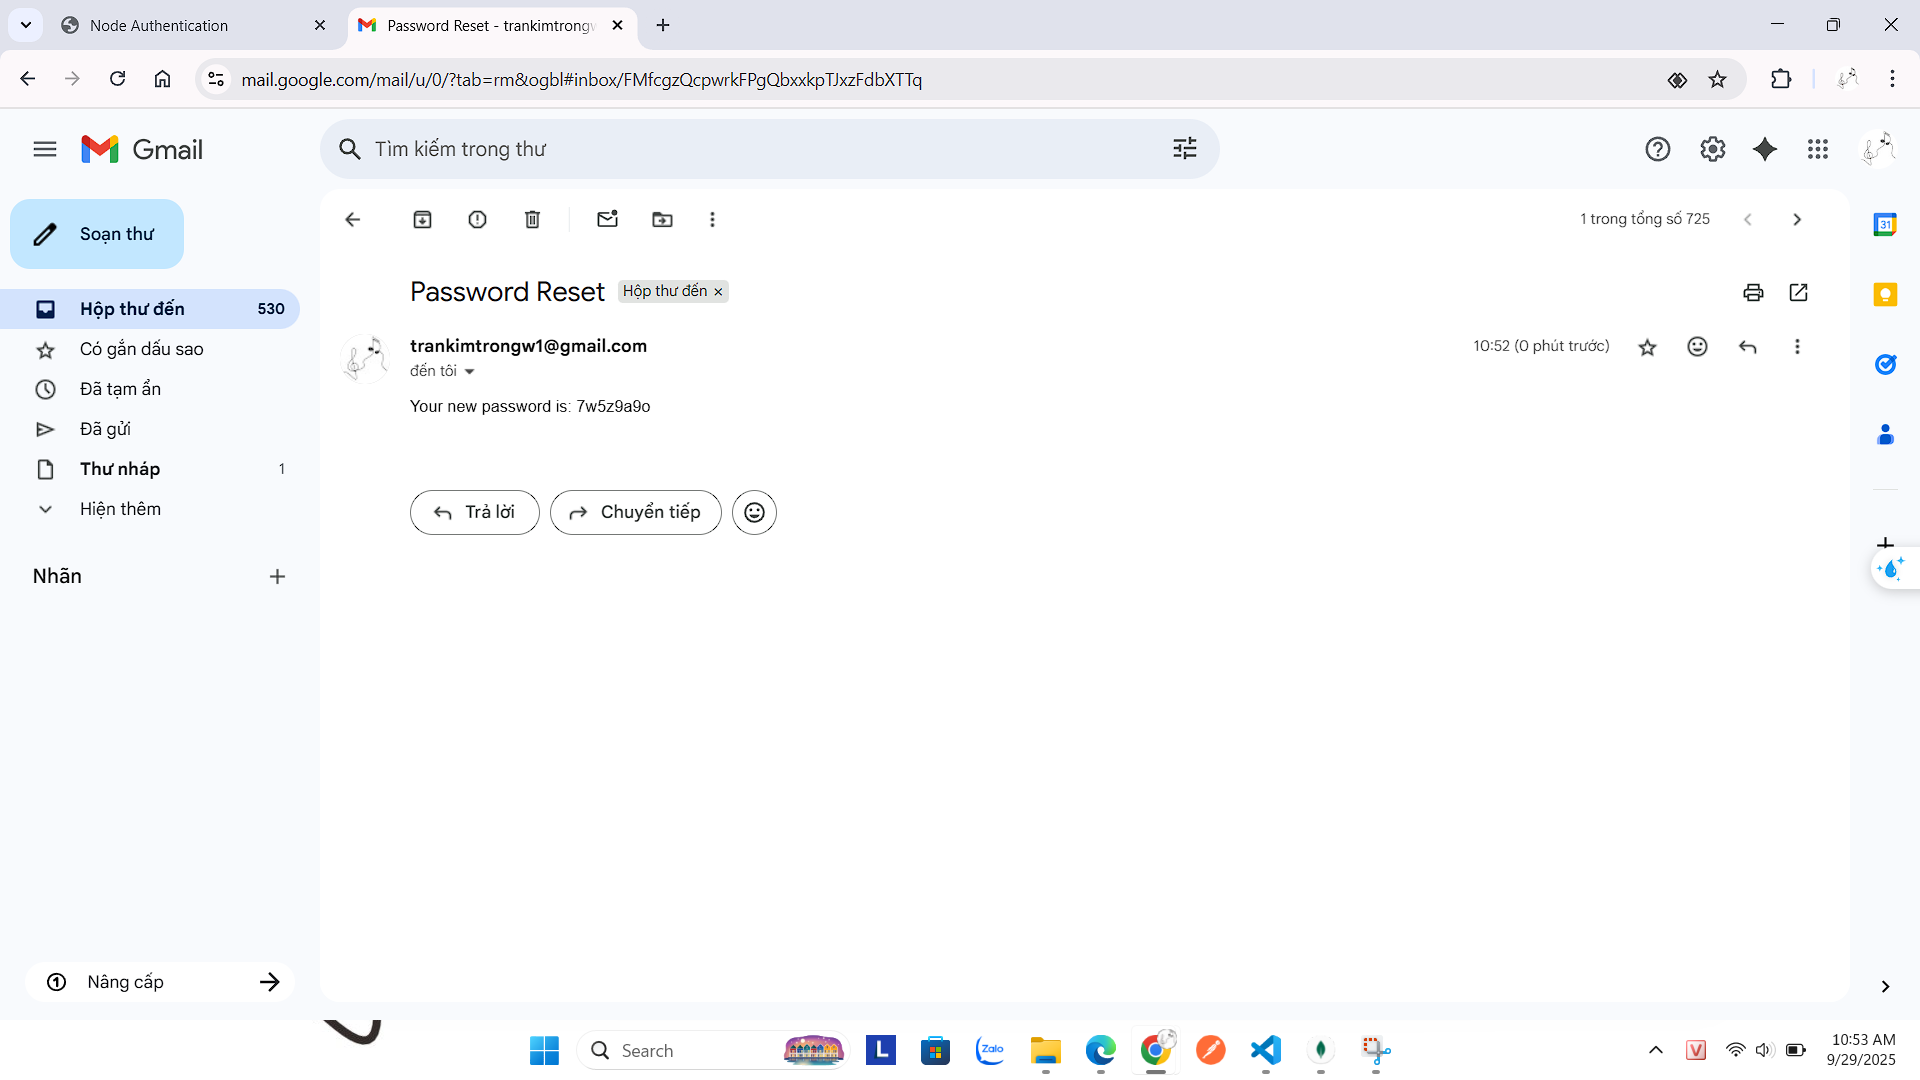 Node Authentication
Password Reset - trankimtrongw
mail.google.com/mail/u/0/?tab=rm&ogbl#inbox/FMfcgzQcpwrkFPgQbxxkpTJxzFdbXTTq
Gmail
Tìm kiếm trong thư
Soạn thư
1 trong tổng số 725
31
Password Reset
Hộp thư đến ×
Hộp thư đến 530
Có gắn dấu sao
Đã tạm ẩn
Đã gửi
Thư nháp 1
Hiện thêm
trankimtrongw1@gmail.com
10:52 (0 phút trước)
đến tôi
Your new password is: 7w5z9a9o
Trả lời
Chuyển tiếp
Nhãn
Nâng cấp
Search
L
Zalo
V
10:53 AM
9/29/2025